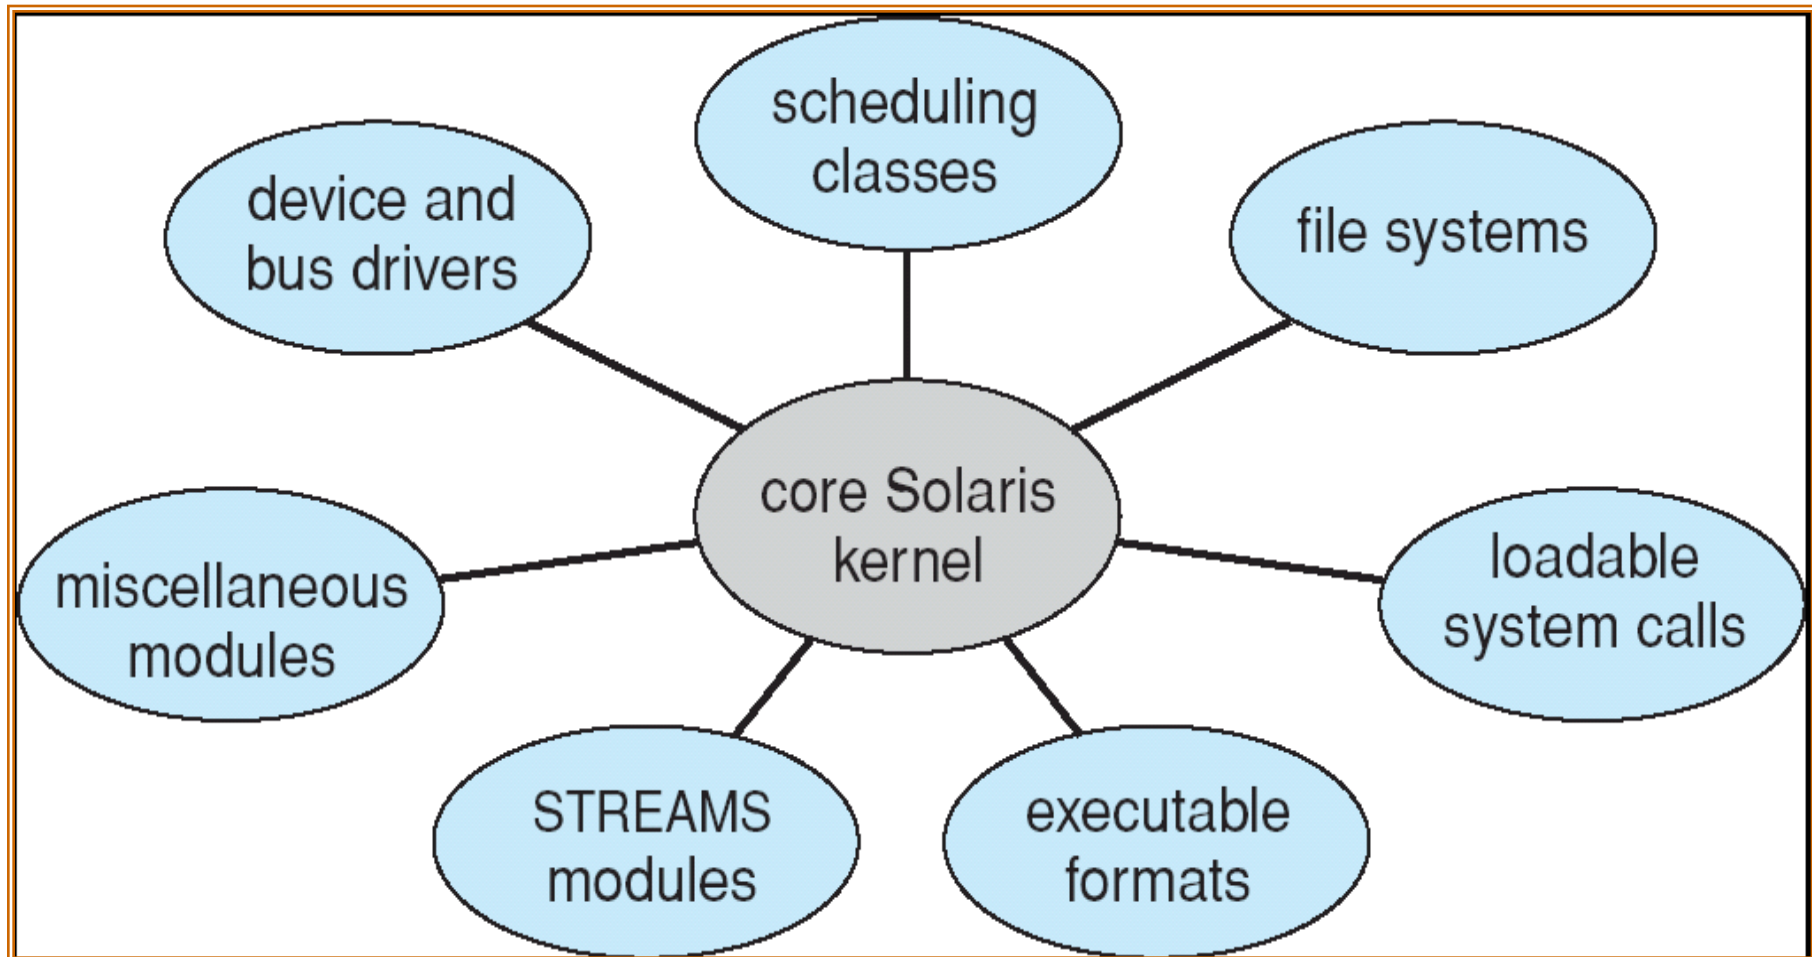 scheduling
classes
device and
bus drivers
file systems
core Solaris
kernel
miscellaneous
modules
loadable
system calls
STREAMS
modules
executable
formats